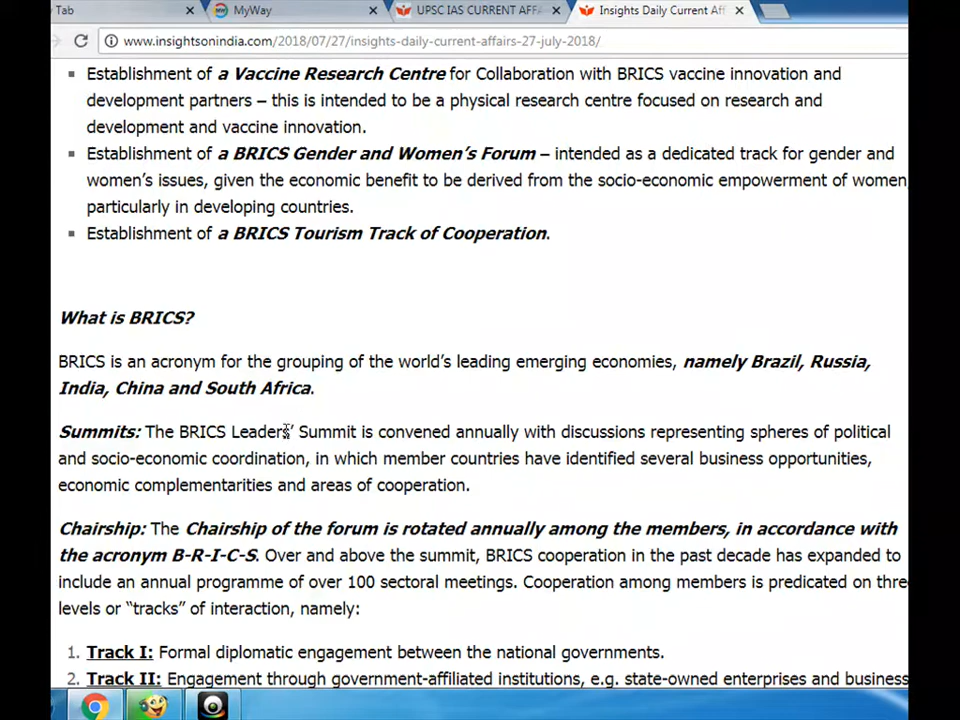 Tab
MyWay
UPSC IAS CURRENT AFFA
Insights Daily Current Aff
www.insightsonindia.com/2018/07/27/insights-daily-current-affairs-27-july-2018/
Establishment of a Vaccine Research Centre for Collaboration with BRICS vaccine innovation and
development partners – this is intended to be a physical research centre focused on research and
development and vaccine innovation.
Establishment of a BRICS Gender and Women's Forum – intended as a dedicated track for gender and
women's issues, given the economic benefit to be derived from the socio-economic empowerment of women
particularly in developing countries.
Establishment of a BRICS Tourism Track of Cooperation.
What is BRICS?
BRICS is an acronym for the grouping of the world's leading emerging economies, namely Brazil, Russia,
India, China and South Africa.
Summits: The BRICS Leaders' Summit is convened annually with discussions representing spheres of political
and socio-economic coordination, in which member countries have identified several business opportunities,
economic complementarities and areas of cooperation.
Chairship: The Chairship of the forum is rotated annually among the members, in accordance with
the acronym B-R-I-C-S. Over and above the summit, BRICS cooperation in the past decade has expanded to
include an annual programme of over 100 sectoral meetings. Cooperation among members is predicated on three
levels or “tracks” of interaction, namely:
1. Track I: Formal diplomatic engagement between the national governments.
2. Track II: Engagement through government-affiliated institutions, e.g. state-owned enterprises and business